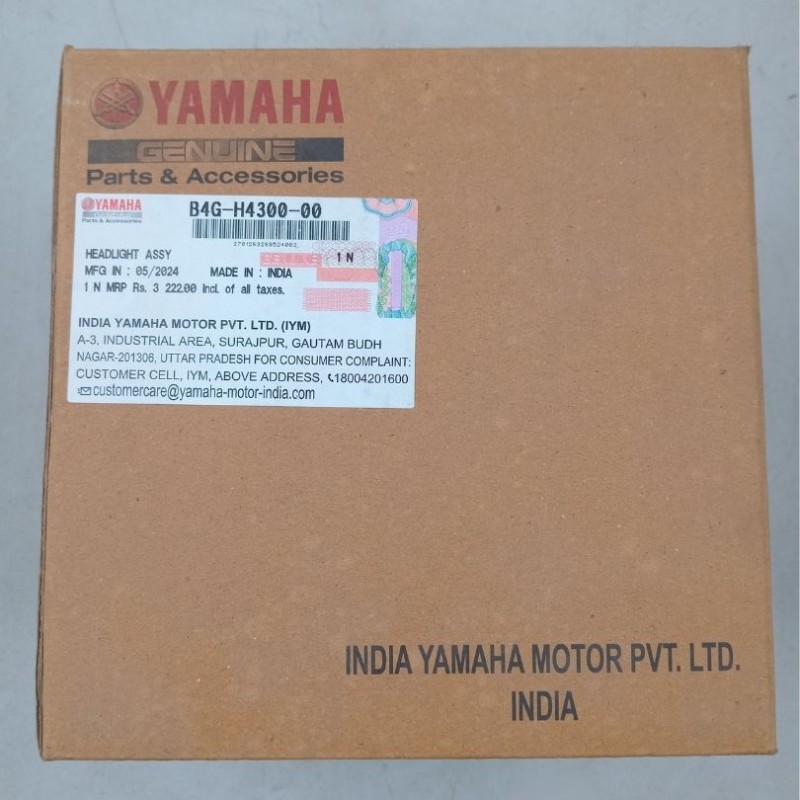 YAMAHA
GENUINE
Parts & Accessories
YAMAHA
Parts & Accessories
B4G-H4300-00
HEADLIGHT ASSY
1 N
MFG IN : 05/2024 MADE IN : INDIA
1 N MRP Rs. 3 222.00 Incl. of all taxes.
INDIA YAMAHA MOTOR PVT. LTD. (IYM)
A-3, INDUSTRIAL AREA, SURAJPUR, GAUTAM BUDH
NAGAR-201306, UTTAR PRADESH FOR CONSUMER COMPLAINT:
CUSTOMER CELL, IYM, ABOVE ADDRESS, 18004201600
customercare@yamaha-motor-india.com
INDIA YAMAHA MOTOR PVT. LTD.
INDIA